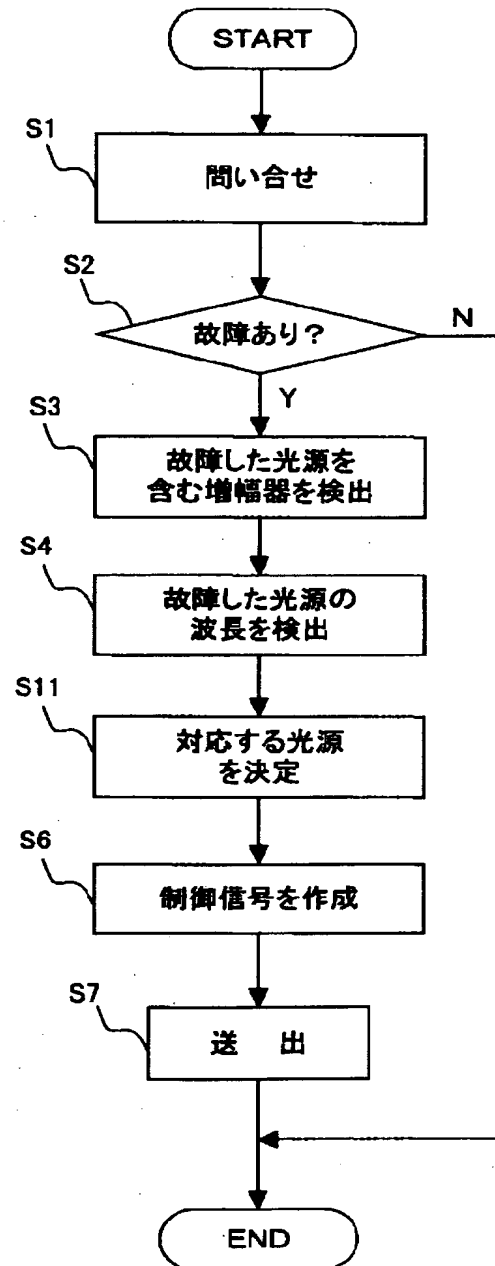 START
S1
問い合せ
S2
故障あり?
N
Y
S3
故障した光源を
含む増幅器を検出
S4
故障した光源の
波長を検出
S11
対応する光源
を決定
S6
制御信号を作成
S7
送 出
END